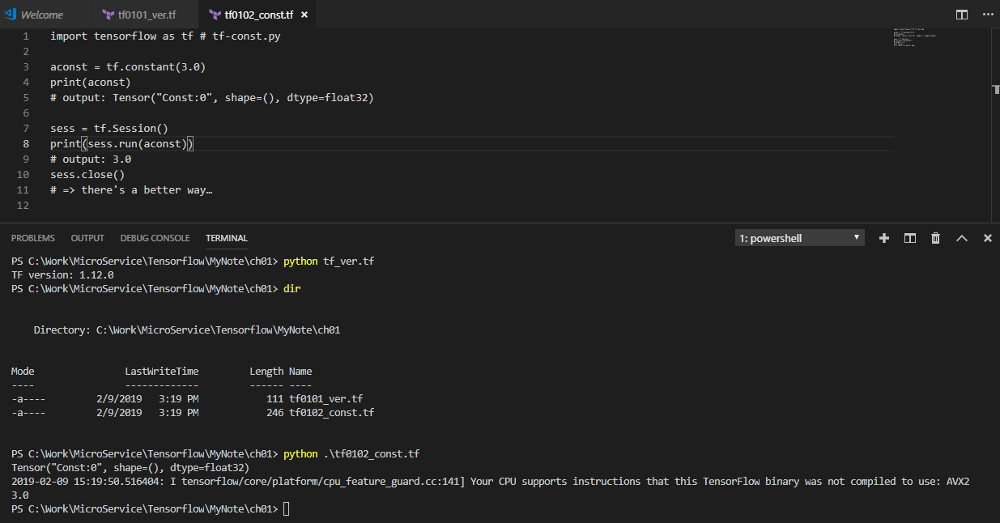 Welcome tf0101_ver.tf tf0102_const.tf ×
1 import tensorflow as tf # tf-const.py
2
3 aconst = tf.constant(3.0)
4 print(aconst)
5 # output: Tensor("Const:0", shape=(), dtype=float32)
6
7 sess = tf.Session()
8 print(sess.run(aconst))
9 # output: 3.0
10 sess.close()
11 # => there's a better way…
12
PROBLEMS OUTPUT DEBUG CONSOLE TERMINAL 1: powershell
PS C:\Work\MicroService\Tensorflow\MyNote\ch01> python tf_ver.tf
TF version: 1.12.0
PS C:\Work\MicroService\Tensorflow\MyNote\ch01> dir
Directory: C:\Work\MicroService\Tensorflow\MyNote\ch01
Mode LastWriteTime Length Name
---- ------------- ------ ----
-a---- 2/9/2019 3:19 PM 111 tf0101_ver.tf
-a---- 2/9/2019 3:19 PM 246 tf0102_const.tf
PS C:\Work\MicroService\Tensorflow\MyNote\ch01> python .\tf0102_const.tf
Tensor("Const:0", shape=(), dtype=float32)
2019-02-09 15:19:50.516404: I tensorflow/core/platform/cpu_feature_guard.cc:141] Your CPU supports instructions that this TensorFlow binary was not compiled to use: AVX2
3.0
PS C:\Work\MicroService\Tensorflow\MyNote\ch01>